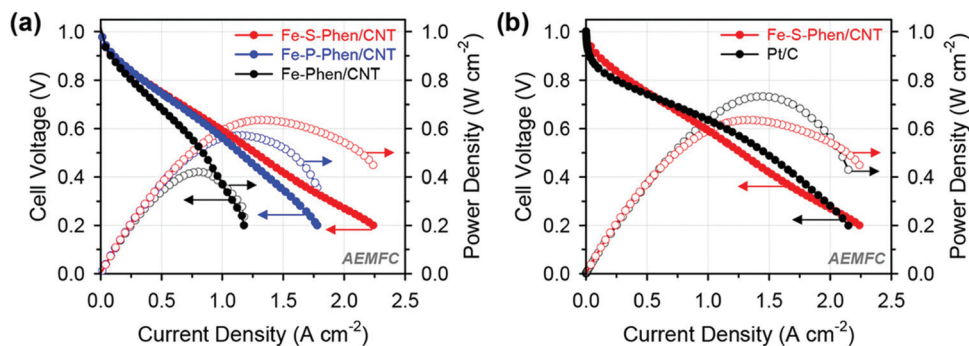 (a)
Fe-S-Phen/CNT
Fe-P-Phen/CNT
Fe-Phen/CNT
Cell Voltage (V)
1.0
0.8
0.6
0.4
0.2
0.0
Power Density (W cm-2)
1.0
0.8
0.6
0.4
0.2
0.0
AEMFC
0.0 0.5 1.0 1.5 2.0 2.5
Current Density (A cm-2)
(b)
Fe-S-Phen/CNT
Pt/C
Cell Voltage (V)
1.0
0.8
0.6
0.4
0.2
0.0
Power Density (W cm-2)
1.0
0.8
0.6
0.4
0.2
0.0
AEMFC
0.0 0.5 1.0 1.5 2.0 2.5
Current Density (A cm-2)